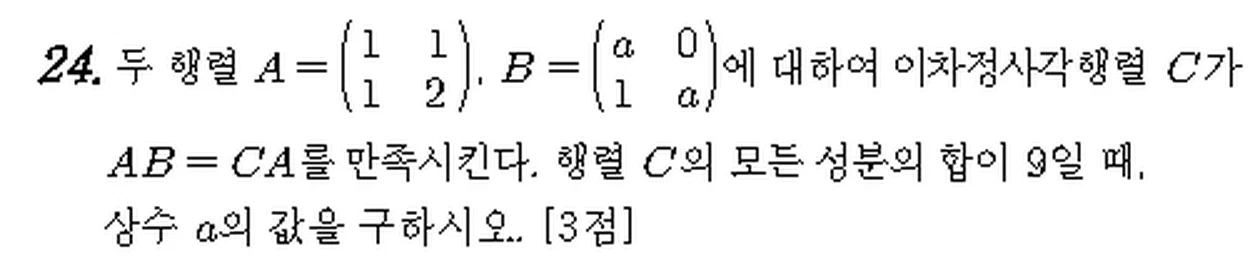 24. 두 행렬 A=(1 1 1 2), B=(a 0 1 a)에 대하여 이차정사각행렬 C가
AB=CA를 만족시킨다. 행렬 C의 모든 성분의 합이 9일 때,
상수 a의 값을 구하시오.. [3점]